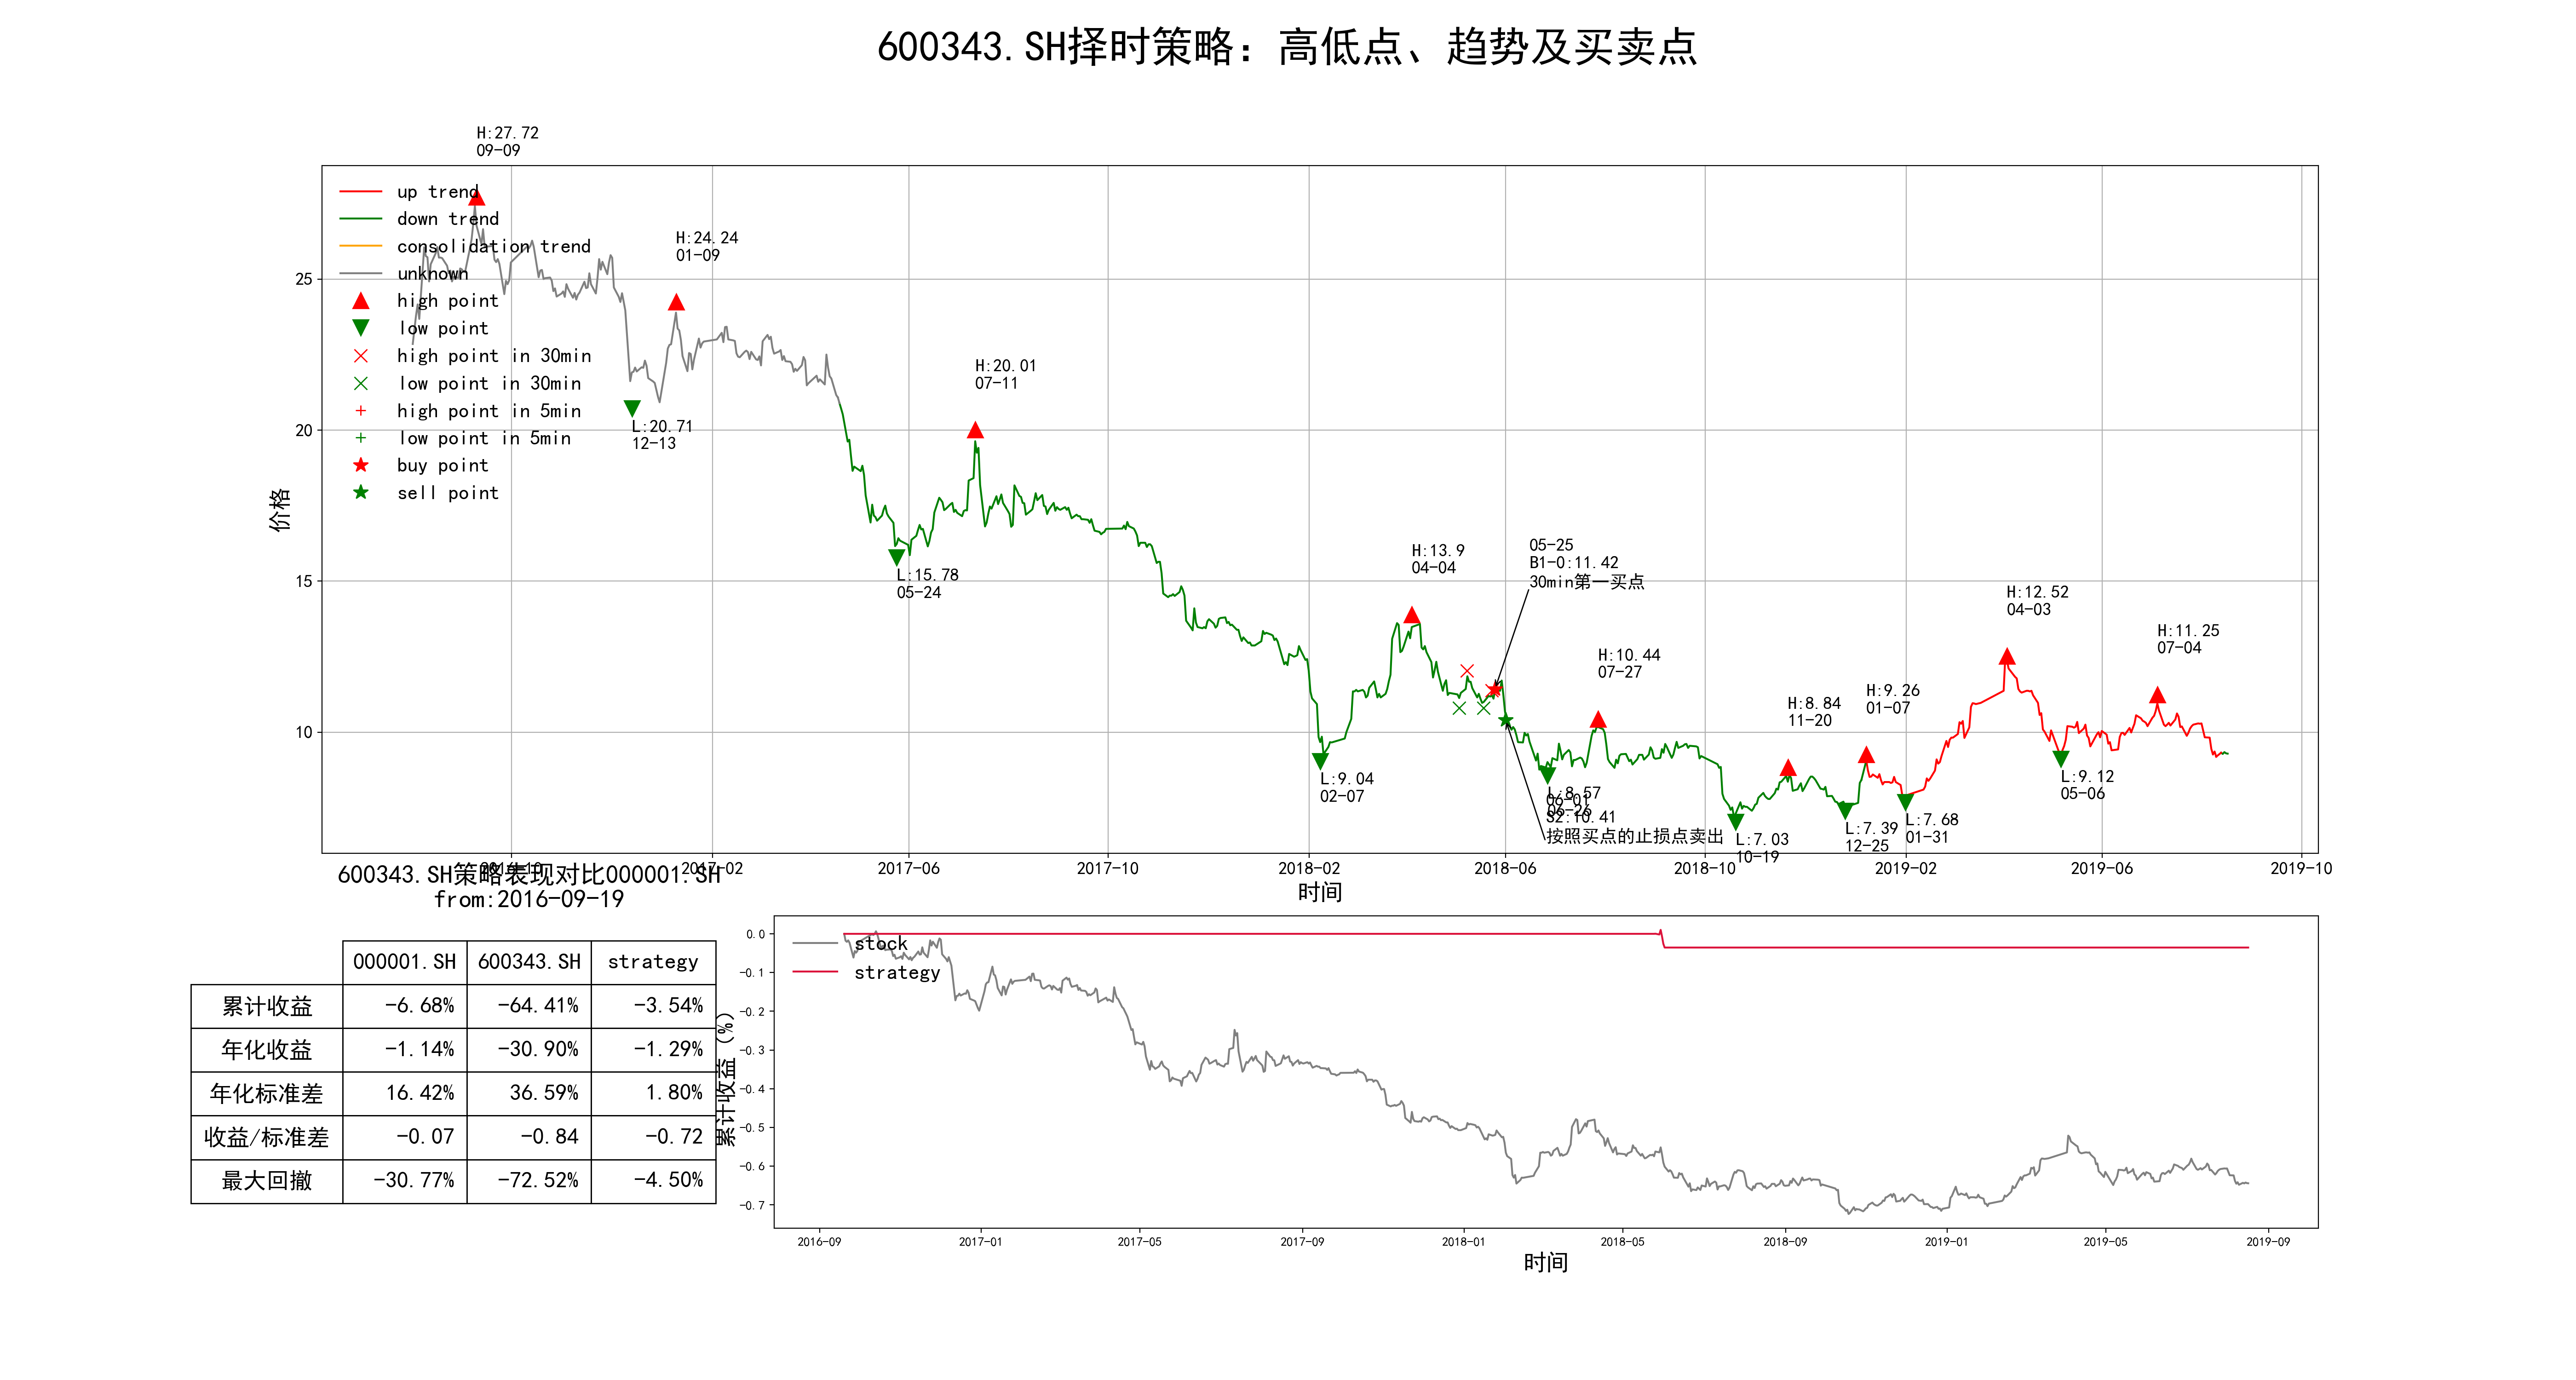 600343.SH择时策略：高低点、趋势及买卖点
H:27.72
09-09
up trend
down trend
consolidation trend
unknown
high point
low point
high point in 30min
low point in 30min
high point in 5min
low point in 5min
buy point
sell point
H:24.24
01-09
L:20.71
12-13
H:20.01
07-11
L:15.78
05-24
H:13.9
04-04
05-25
B1-0:11.42
30min第一买点
L:9.04
02-07
H:10.44
07-27
L:8.57
06-26
06-01
S2:10.41
按照买点的止损点卖出
H:8.84
11-20
H:9.26
01-07
L:7.03
10-19
L:7.39
12-25
L:7.68
01-31
H:12.52
04-03
L:9.12
05-06
H:11.25
07-04
价格
25
20
15
10
2016-10
2017-02
2017-06
2017-10
2018-02
2018-06
2018-10
2019-02
2019-06
2019-10
时间
600343.SH策略表现对比000001.SH
from:2016-09-19
000001.SH 600343.SH strategy
累计收益 -6.68% -64.41% -3.54%
年化收益 -1.14% -30.90% -1.29%
年化标准差 16.42% 36.59% 1.80%
收益/标准差 -0.07 -0.84 -0.72
最大回撤 -30.77% -72.52% -4.50%
累计收益（%）
stock
strategy
0.0
-0.1
-0.2
-0.3
-0.4
-0.5
-0.6
-0.7
2016-09
2017-01
2017-05
2017-09
2018-01
2018-05
2018-09
2019-01
2019-05
2019-09
时间